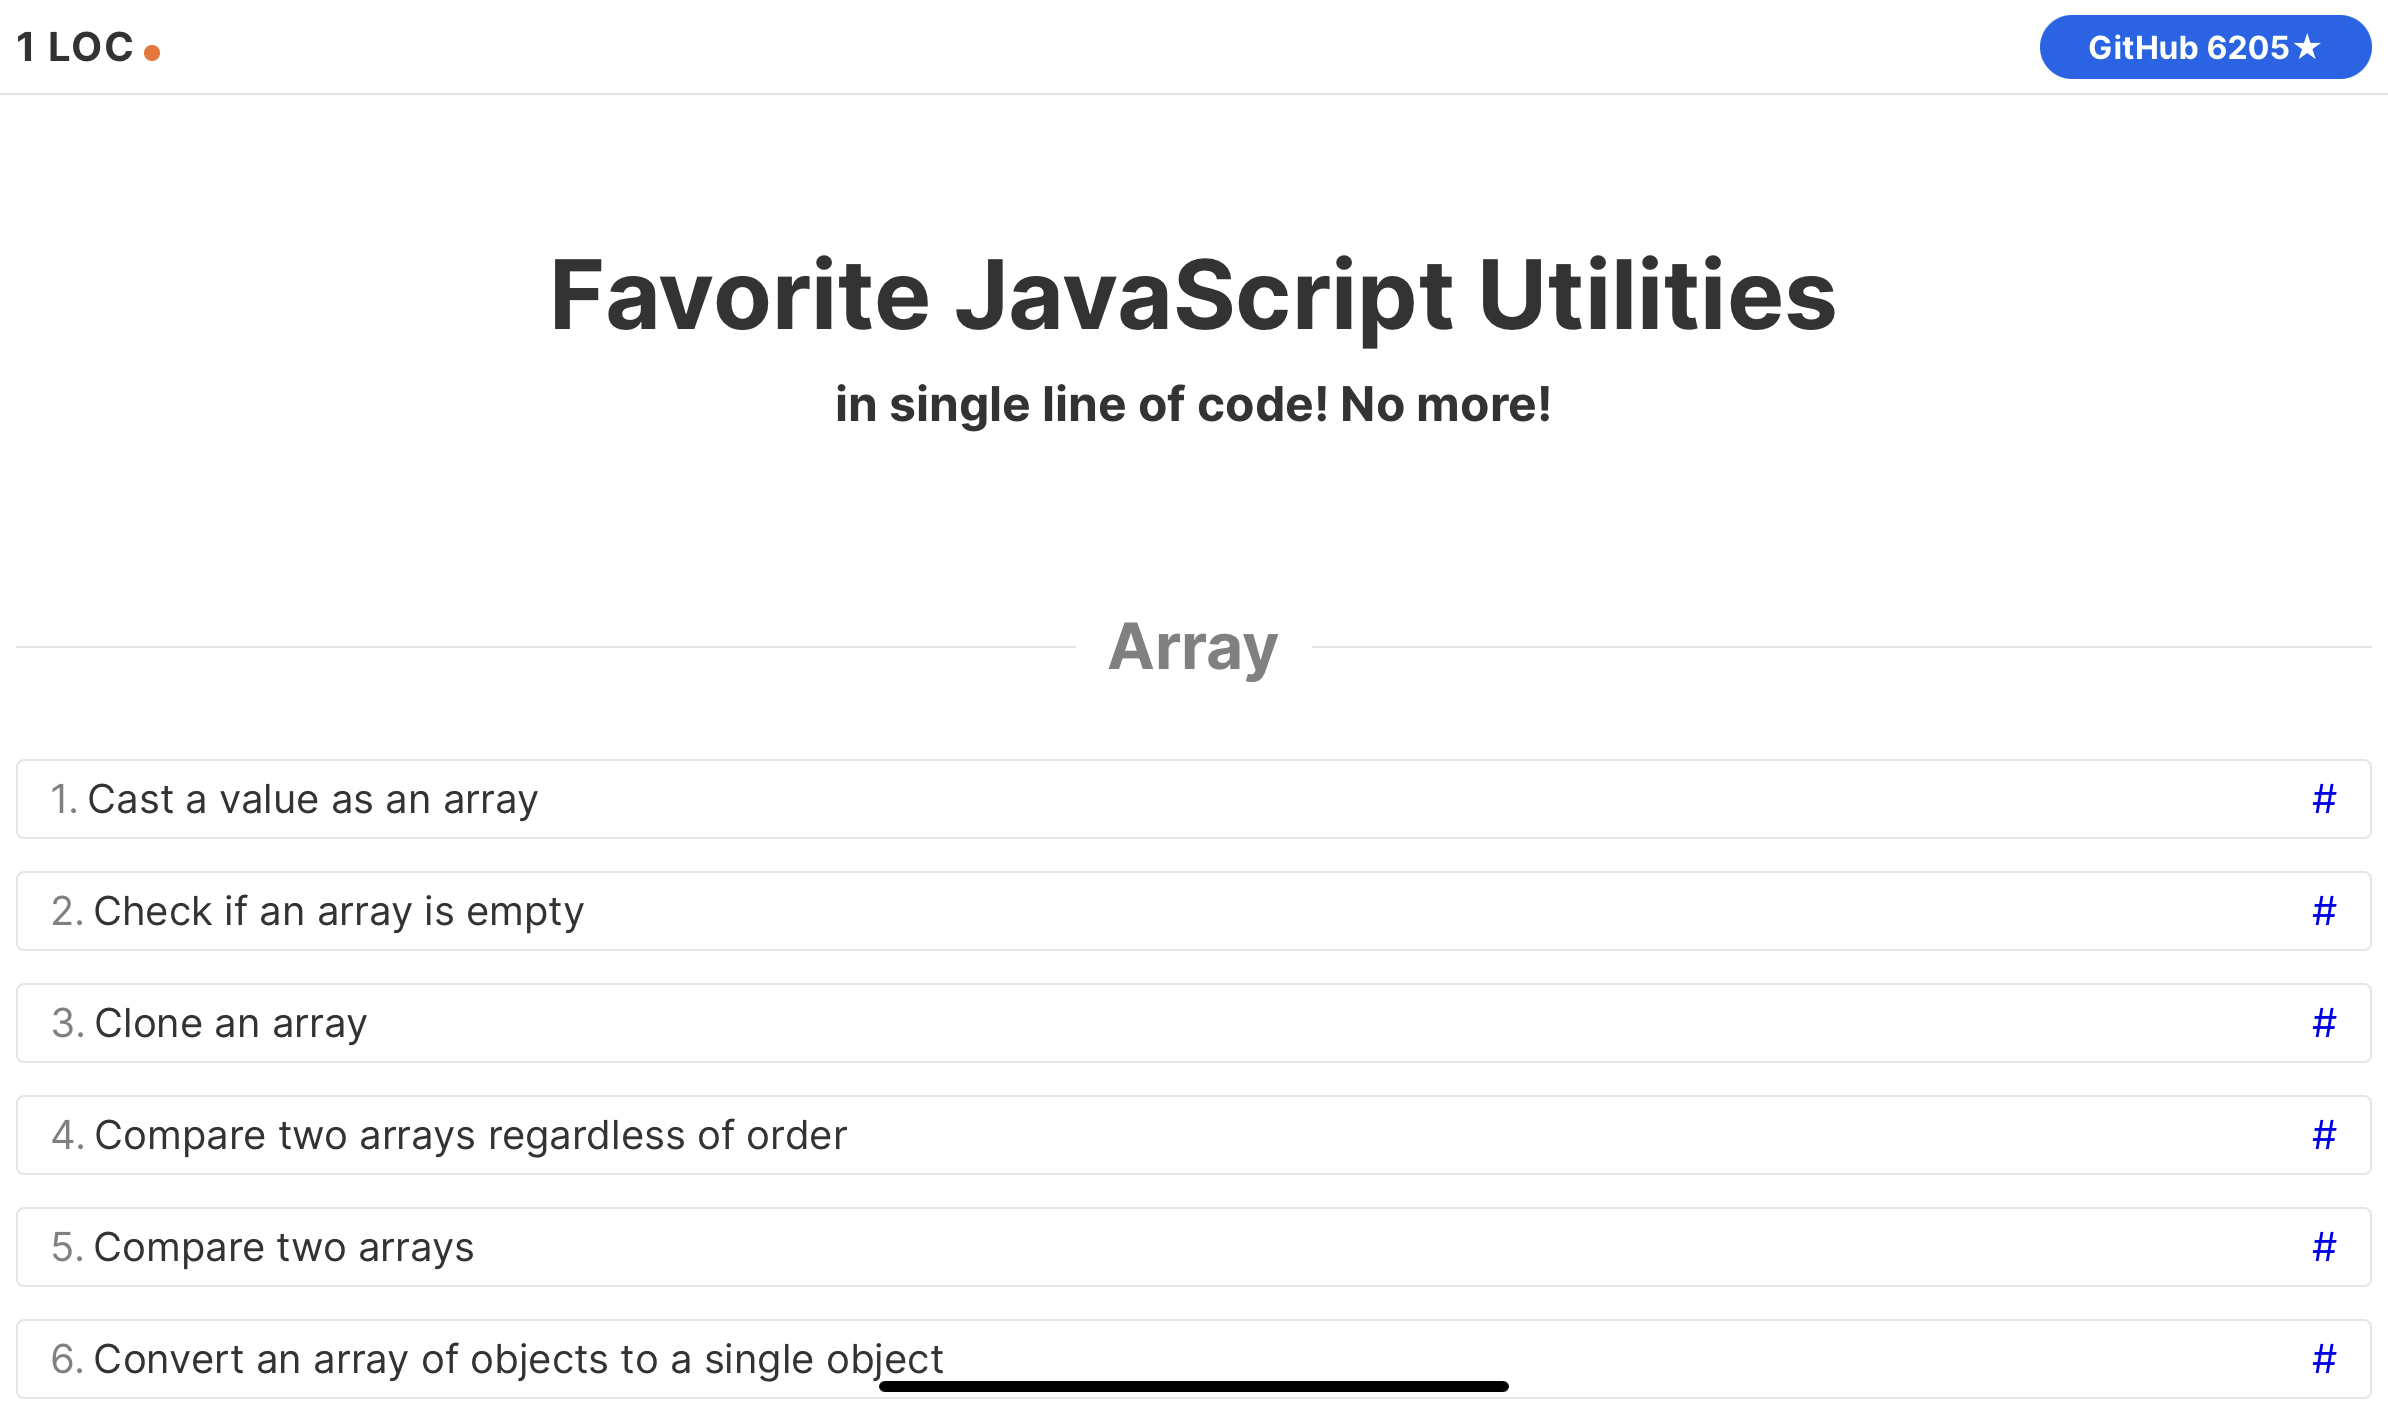 1 LOC
GitHub 6205★
Favorite JavaScript Utilities
in single line of code! No more!
Array
1. Cast a value as an array #
2. Check if an array is empty #
3. Clone an array #
4. Compare two arrays regardless of order #
5. Compare two arrays #
6. Convert an array of objects to a single object #